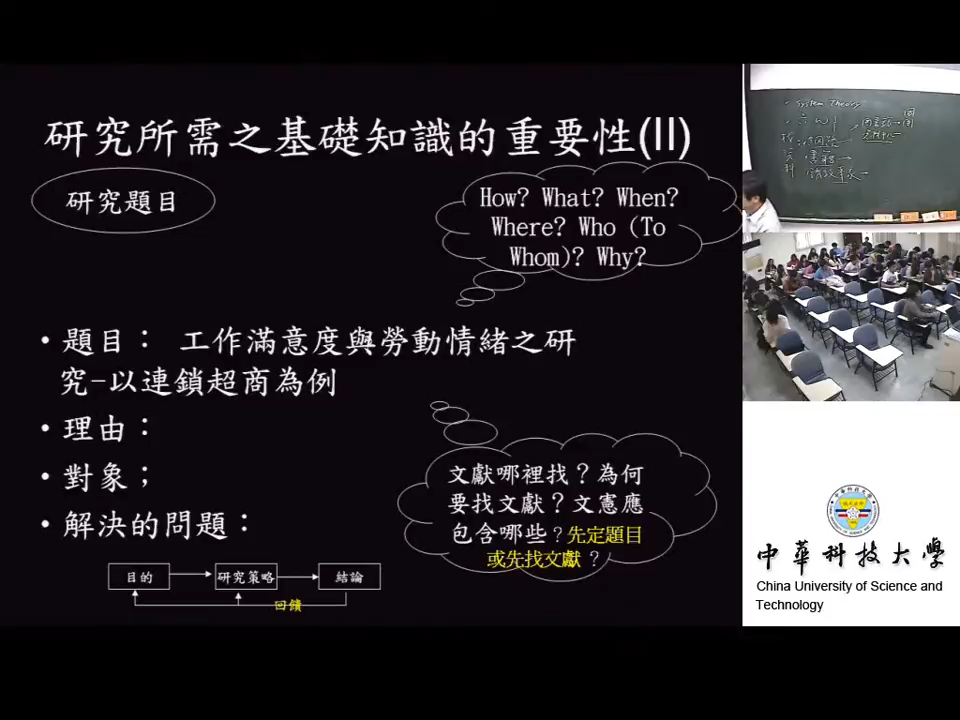 研究所需之基礎知識的重要性(II)
研究題目
How? What? When?
Where? Who (To
Whom)? Why?
• 題目： 工作滿意度與勞動情緒之研
究-以連鎖超商為例
• 理由：
• 對象；
• 解決的問題：
文獻哪裡找？為何
要找文獻？文憲應
包含哪些？先定題目
或先找文獻？
目的
研究策略
結論
回饋
System Theory
中華科技大學
China University of Science and
Technology